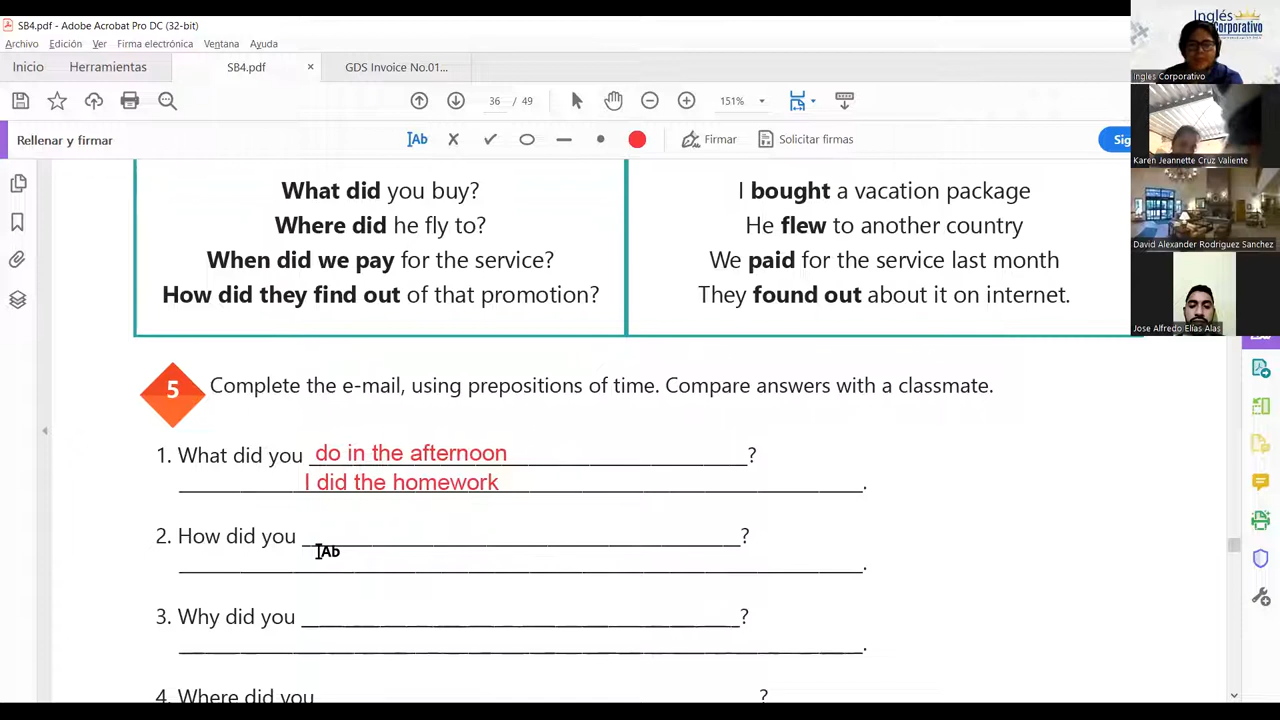 SB4.pdf - Adobe Acrobat Pro DC (32-bit)
Archivo Edición Ver Firma electrónica Ventana Ayuda
Inicio Herramientas SB4.pdf × GDS Invoice No.01...
36 / 49 151%
Rellenar y firmar Ab Firmar Solicitar firmas Sig
Inglés
Corporativo
Ingles Corporativo
Karen Jeannette Cruz Valiente
David Alexander Rodriguez Sanchez
Jose Alfredo Elías Alas
What did you buy?
Where did he fly to?
When did we pay for the service?
How did they find out of that promotion?
I bought a vacation package
He flew to another country
We paid for the service last month
They found out about it on internet.
5 Complete the e-mail, using prepositions of time. Compare answers with a classmate.
1. What did you do in the afternoon ?
I did the homework .
2. How did you ?
Ab
.
3. Why did you ?
.
4. Where did you ?